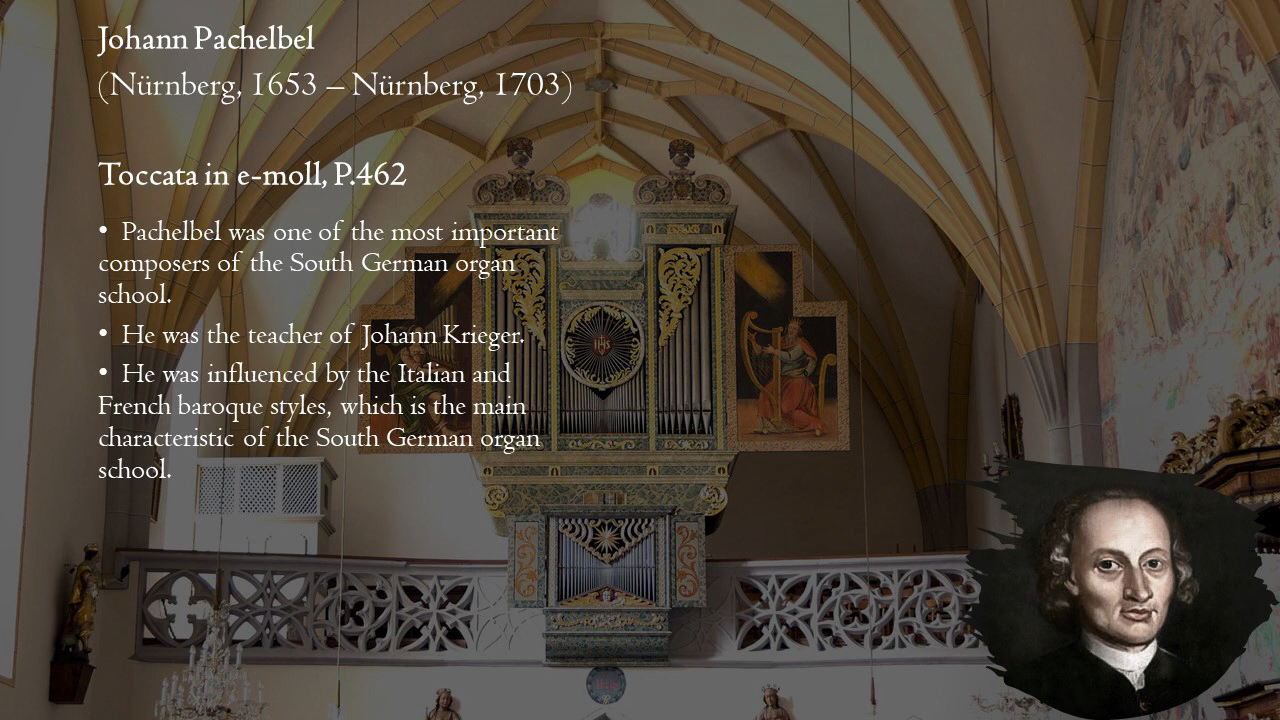 Johann Pachelbel
(Nürnberg, 1653 – Nürnberg, 1703)
Toccata in e-moll, P.462
• Pachelbel was one of the most important
composers of the South German organ
school.
• He was the teacher of Johann Krieger.
• He was influenced by the Italian and
French baroque styles, which is the main
characteristic of the South German organ
school.
IHS